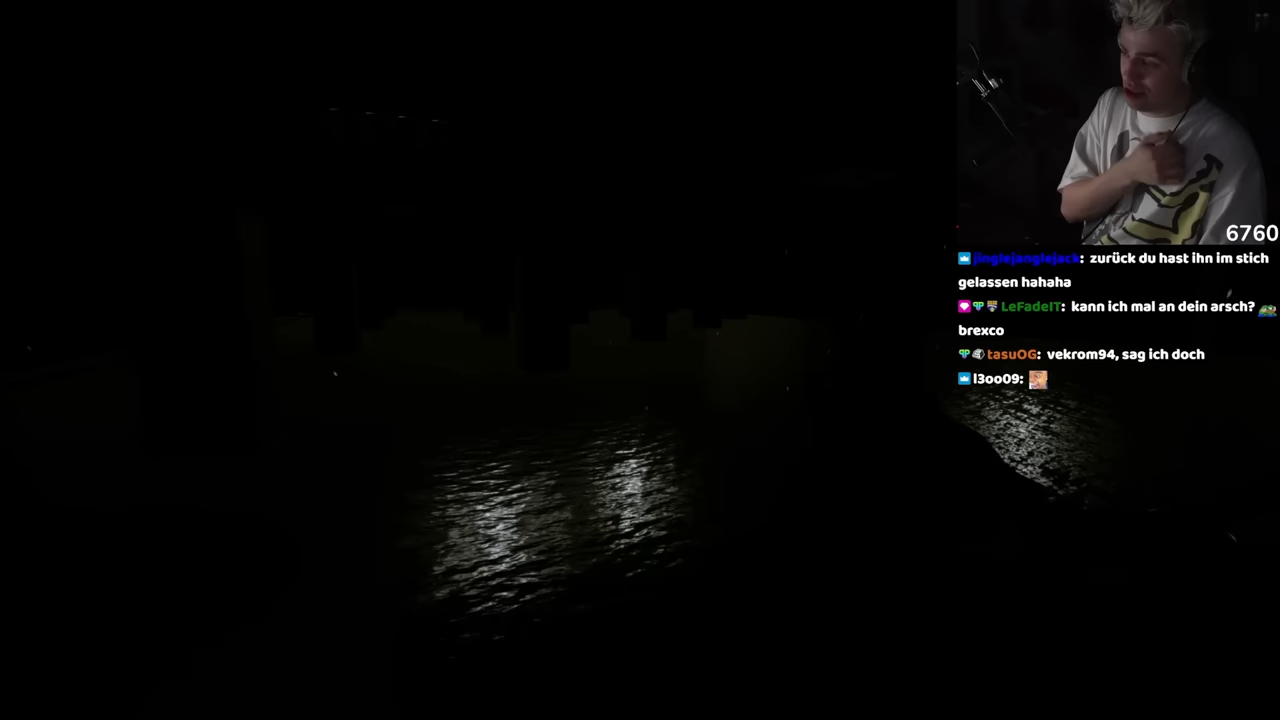 6760
jinglejanglejack: zurück du hast ihn im stich
gelassen hahaha
LeFadeIT: kann ich mal an dein arsch?
brexco
tasuOG: vekrom94, sag ich doch
l3oo09: